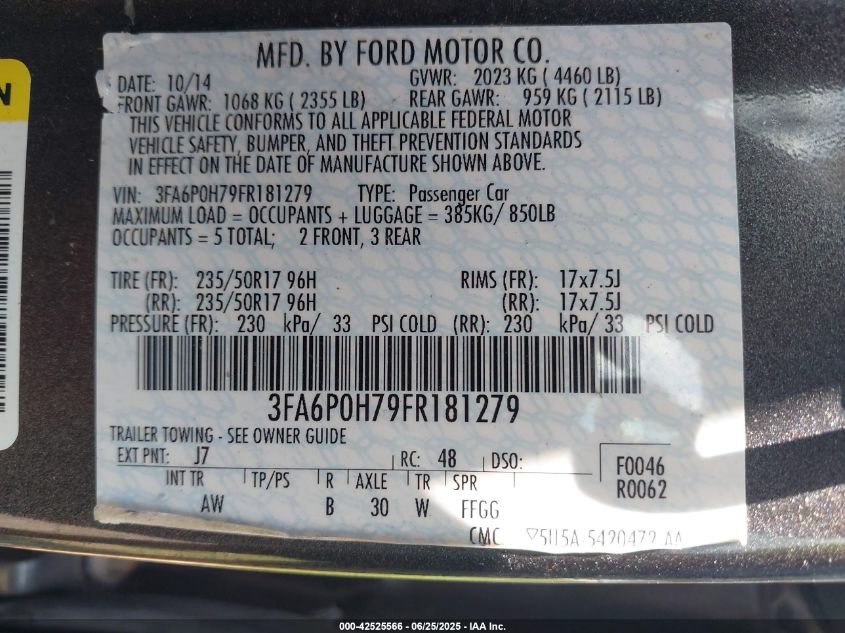 MFD. BY FORD MOTOR CO.
DATE: 10/14 GVWR: 2023 KG ( 4460 LB)
FRONT GAWR: 1068 KG ( 2355 LB) REAR GAWR: 959 KG ( 2115 LB)
THIS VEHICLE CONFORMS TO ALL APPLICABLE FEDERAL MOTOR
VEHICLE SAFETY, BUMPER, AND THEFT PREVENTION STANDARDS
IN EFFECT ON THE DATE OF MANUFACTURE SHOWN ABOVE.
VIN: 3FA6P0H79FR181279 TYPE: Passenger Car
MAXIMUM LOAD = OCCUPANTS + LUGGAGE = 385KG/ 850LB
OCCUPANTS = 5 TOTAL; 2 FRONT, 3 REAR
TIRE (FR): 235/50R17 96H RIMS (FR): 17x7.5J
(RR): 235/50R17 96H (RR): 17x7.5J
PRESSURE (FR): 230 kPa/ 33 PSI COLD (RR): 230 kPa/ 33 PSI COLD
3FA6P0H79FR181279
TRAILER TOWING - SEE OWNER GUIDE
EXT PNT: J7 RC: 48 DSO: F0046
INT TR TP/PS R AXLE TR SPR R0062
AW B 30 W FFGG
CMC
N
000-42525566 - 06/25/2025 - IAA Inc.